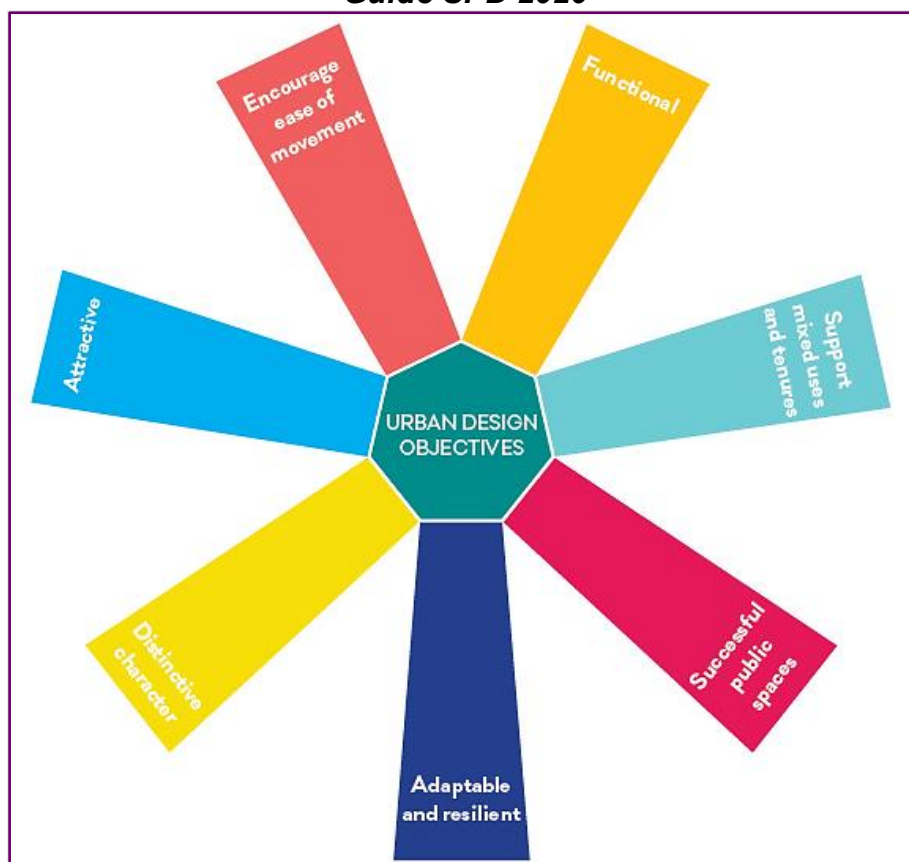 Encourage
ease of
movement
Functional
Support
mixed uses
and tenures
Attractive
URBAN DESIGN
OBJECTIVES
Distinctive
character
Successful
public
spaces
Adaptable
and resilient